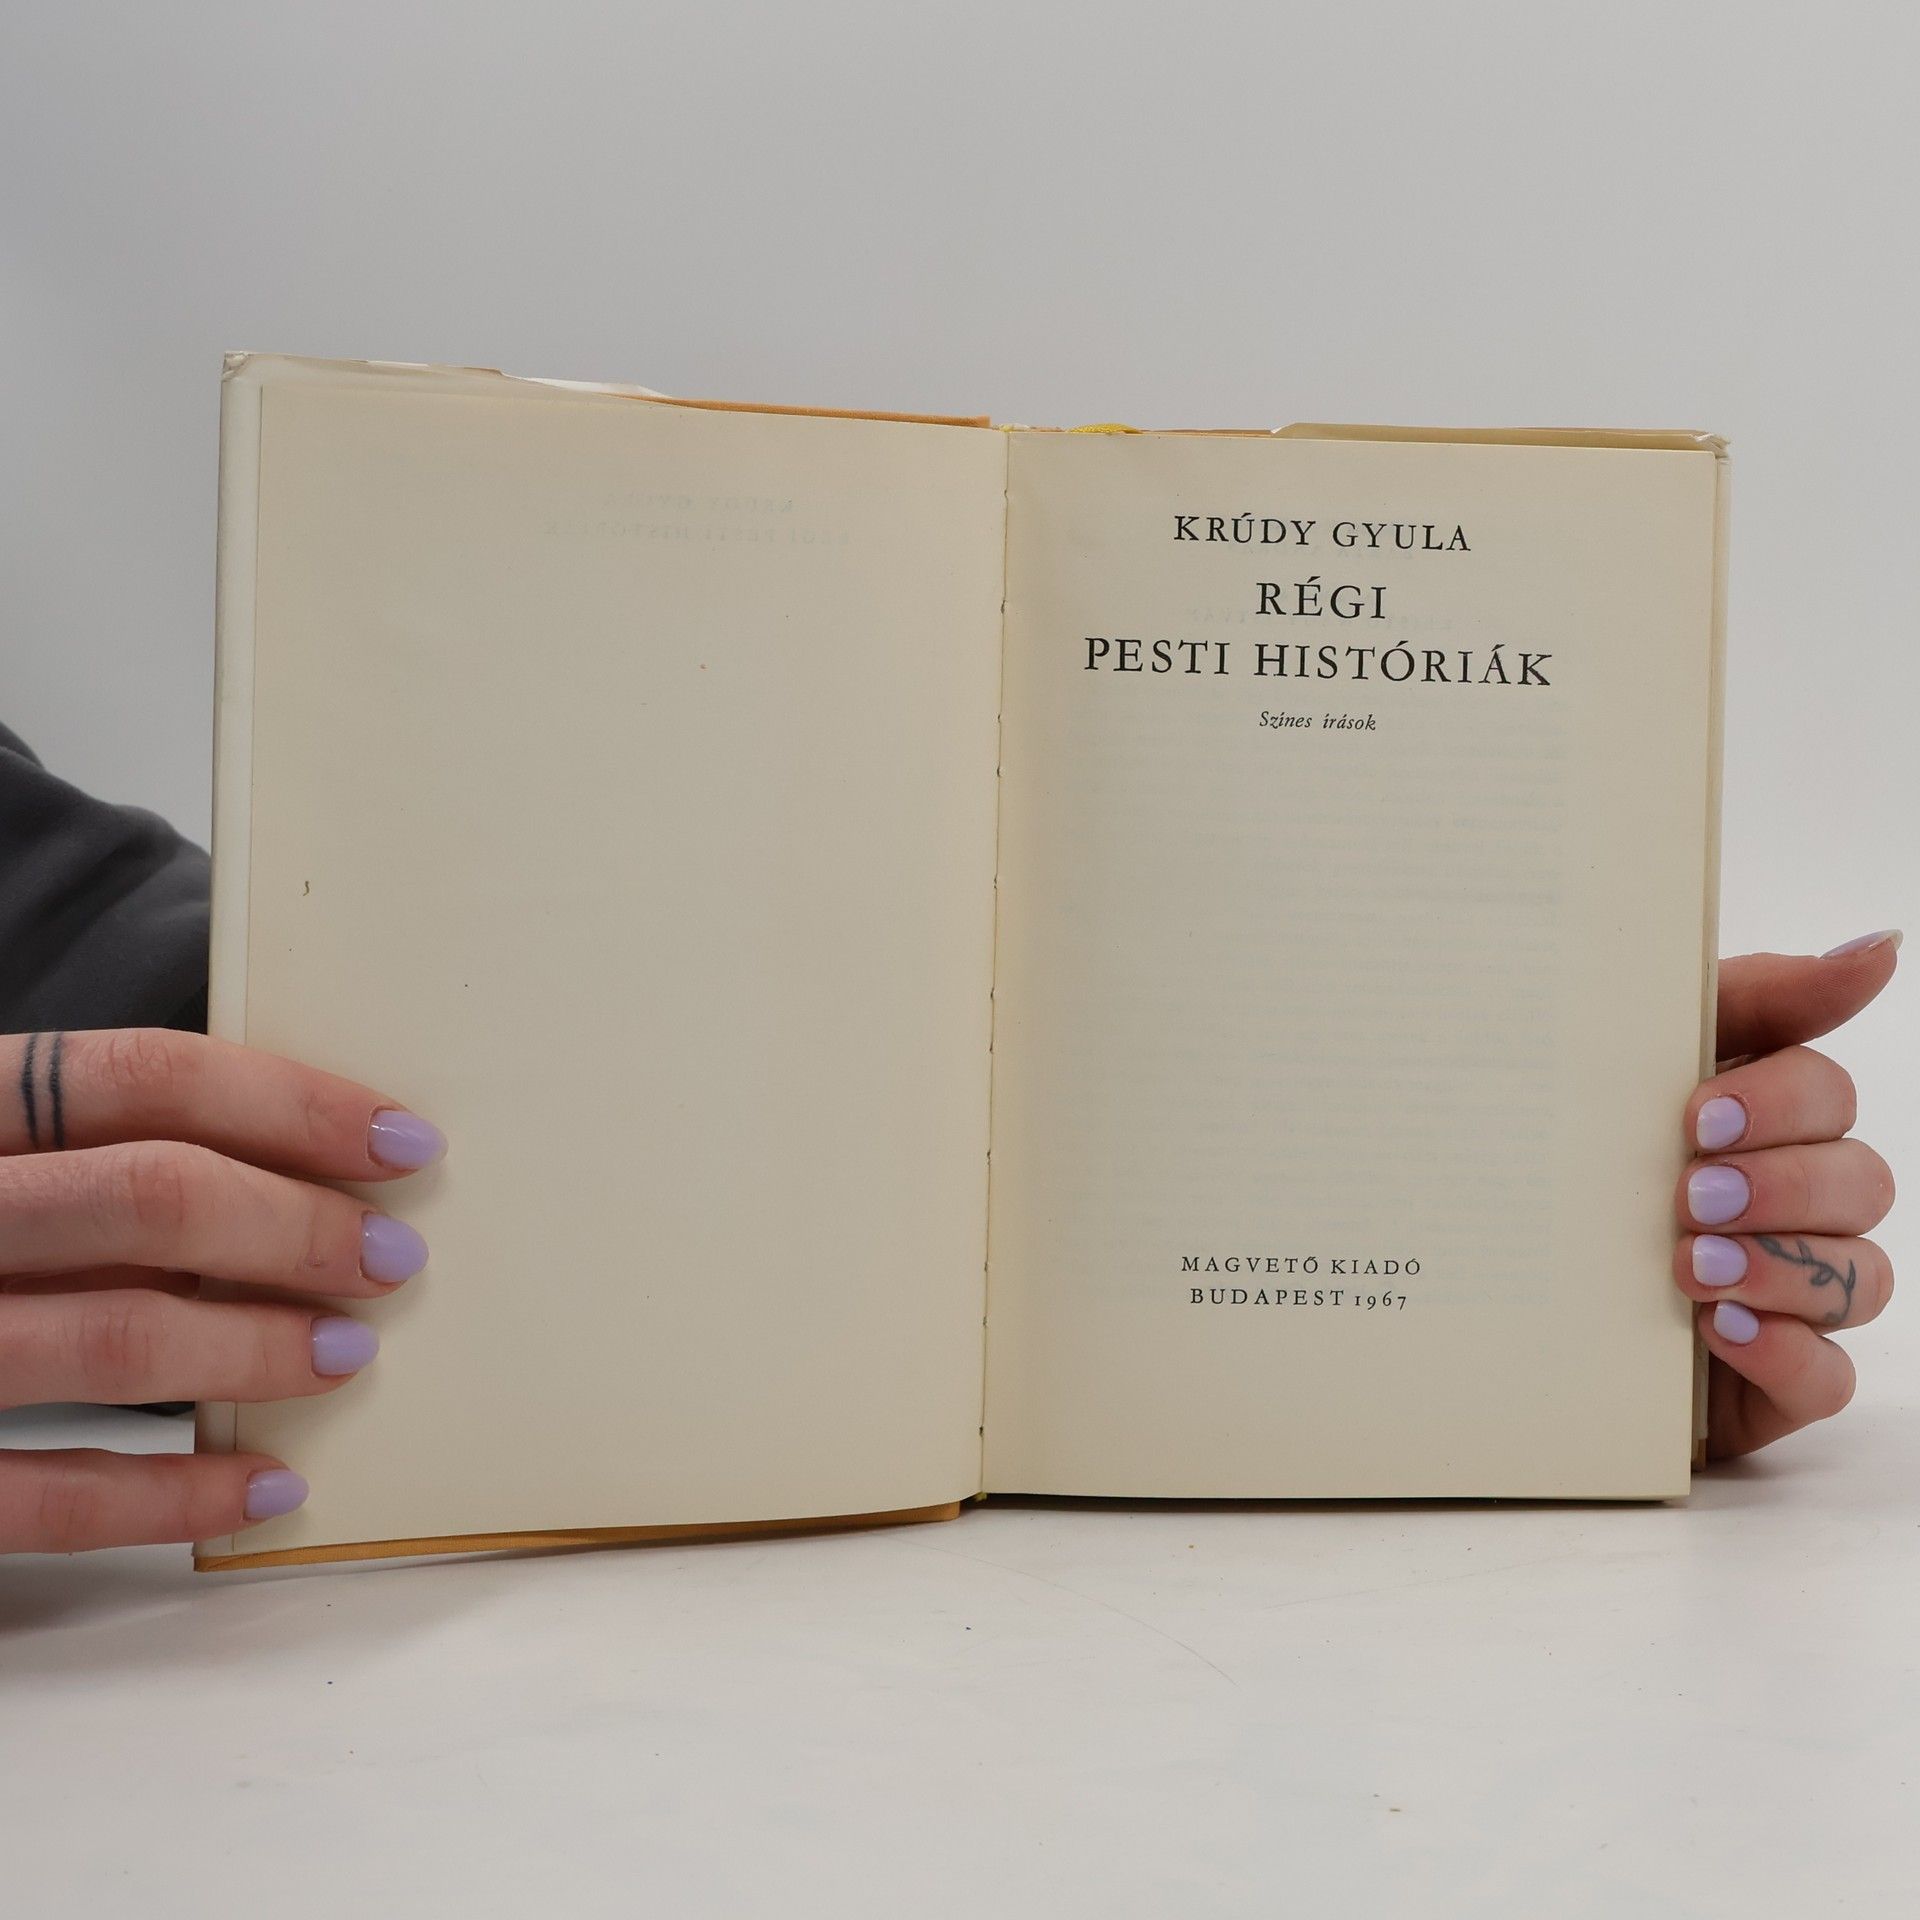 KRÚDY GYULA
RÉGI
PESTI HISTÓRIÁK
Színes írások
MAGVETŐ KIADÓ
BUDAPEST 1967